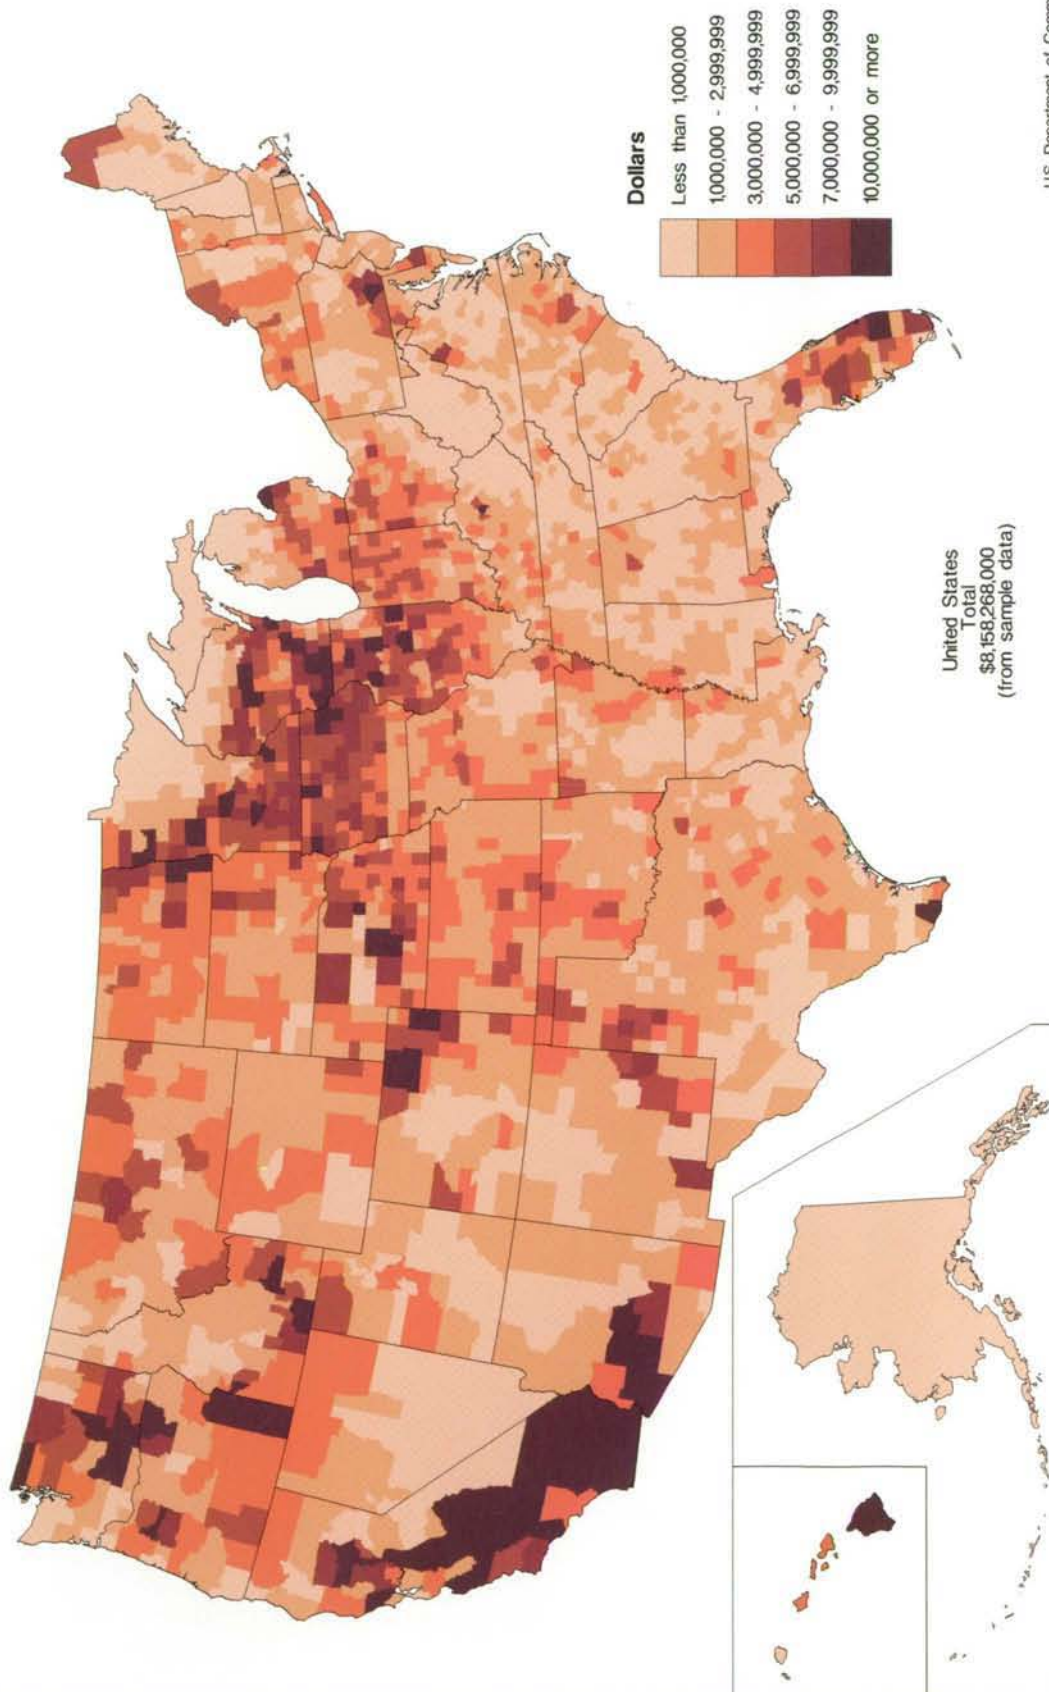 Dollars
Less than 1,000,000
1,000,000 - 2,999,999
3,000,000 - 4,999,999
5,000,000 - 6,999,999
7,000,000 - 9,999,999
10,000,000 or more
United States
Total
$8,158,268,000
(from sample data)